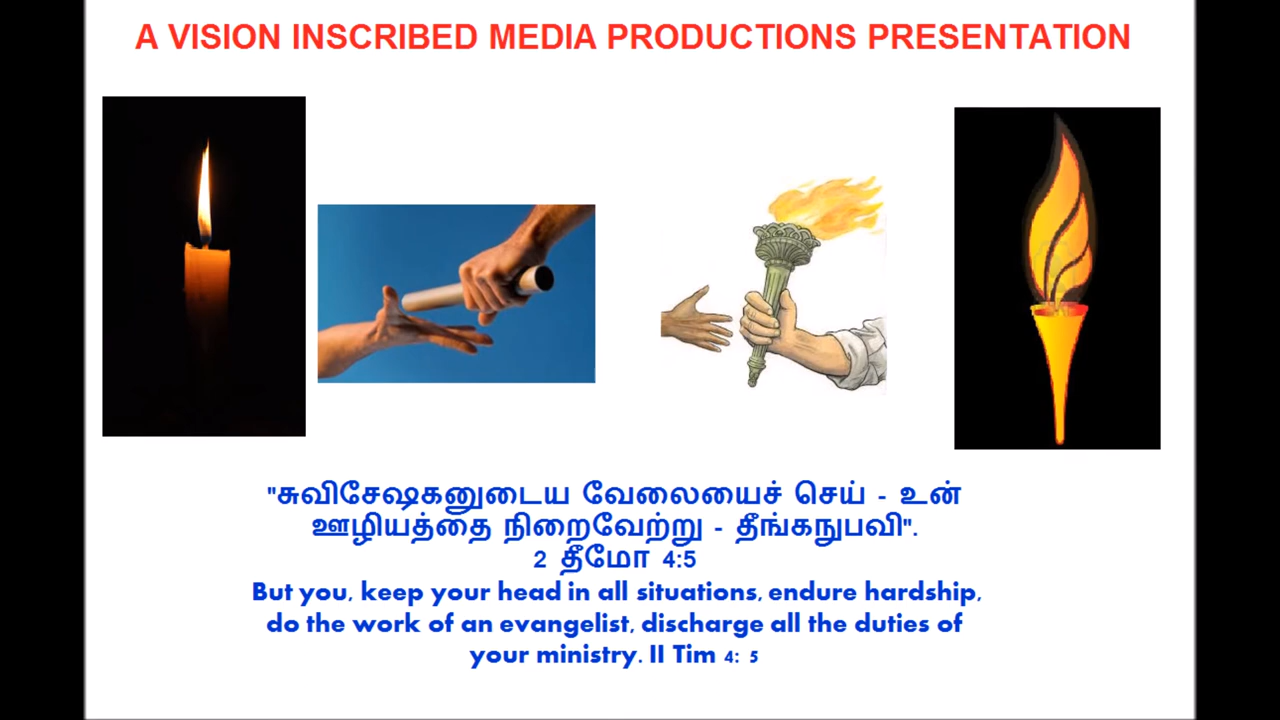 A VISION INSCRIBED MEDIA PRODUCTIONS PRESENTATION
"சுவிசேஷகனுடைய வேலையைச் செய் - உன்
ஊழியத்தை நிறைவேற்று - தீங்கநுபவி".
2 தீமோ 4:5
But you, keep your head in all situations, endure hardship,
do the work of an evangelist, discharge all the duties of
your ministry. II Tim 4: 5